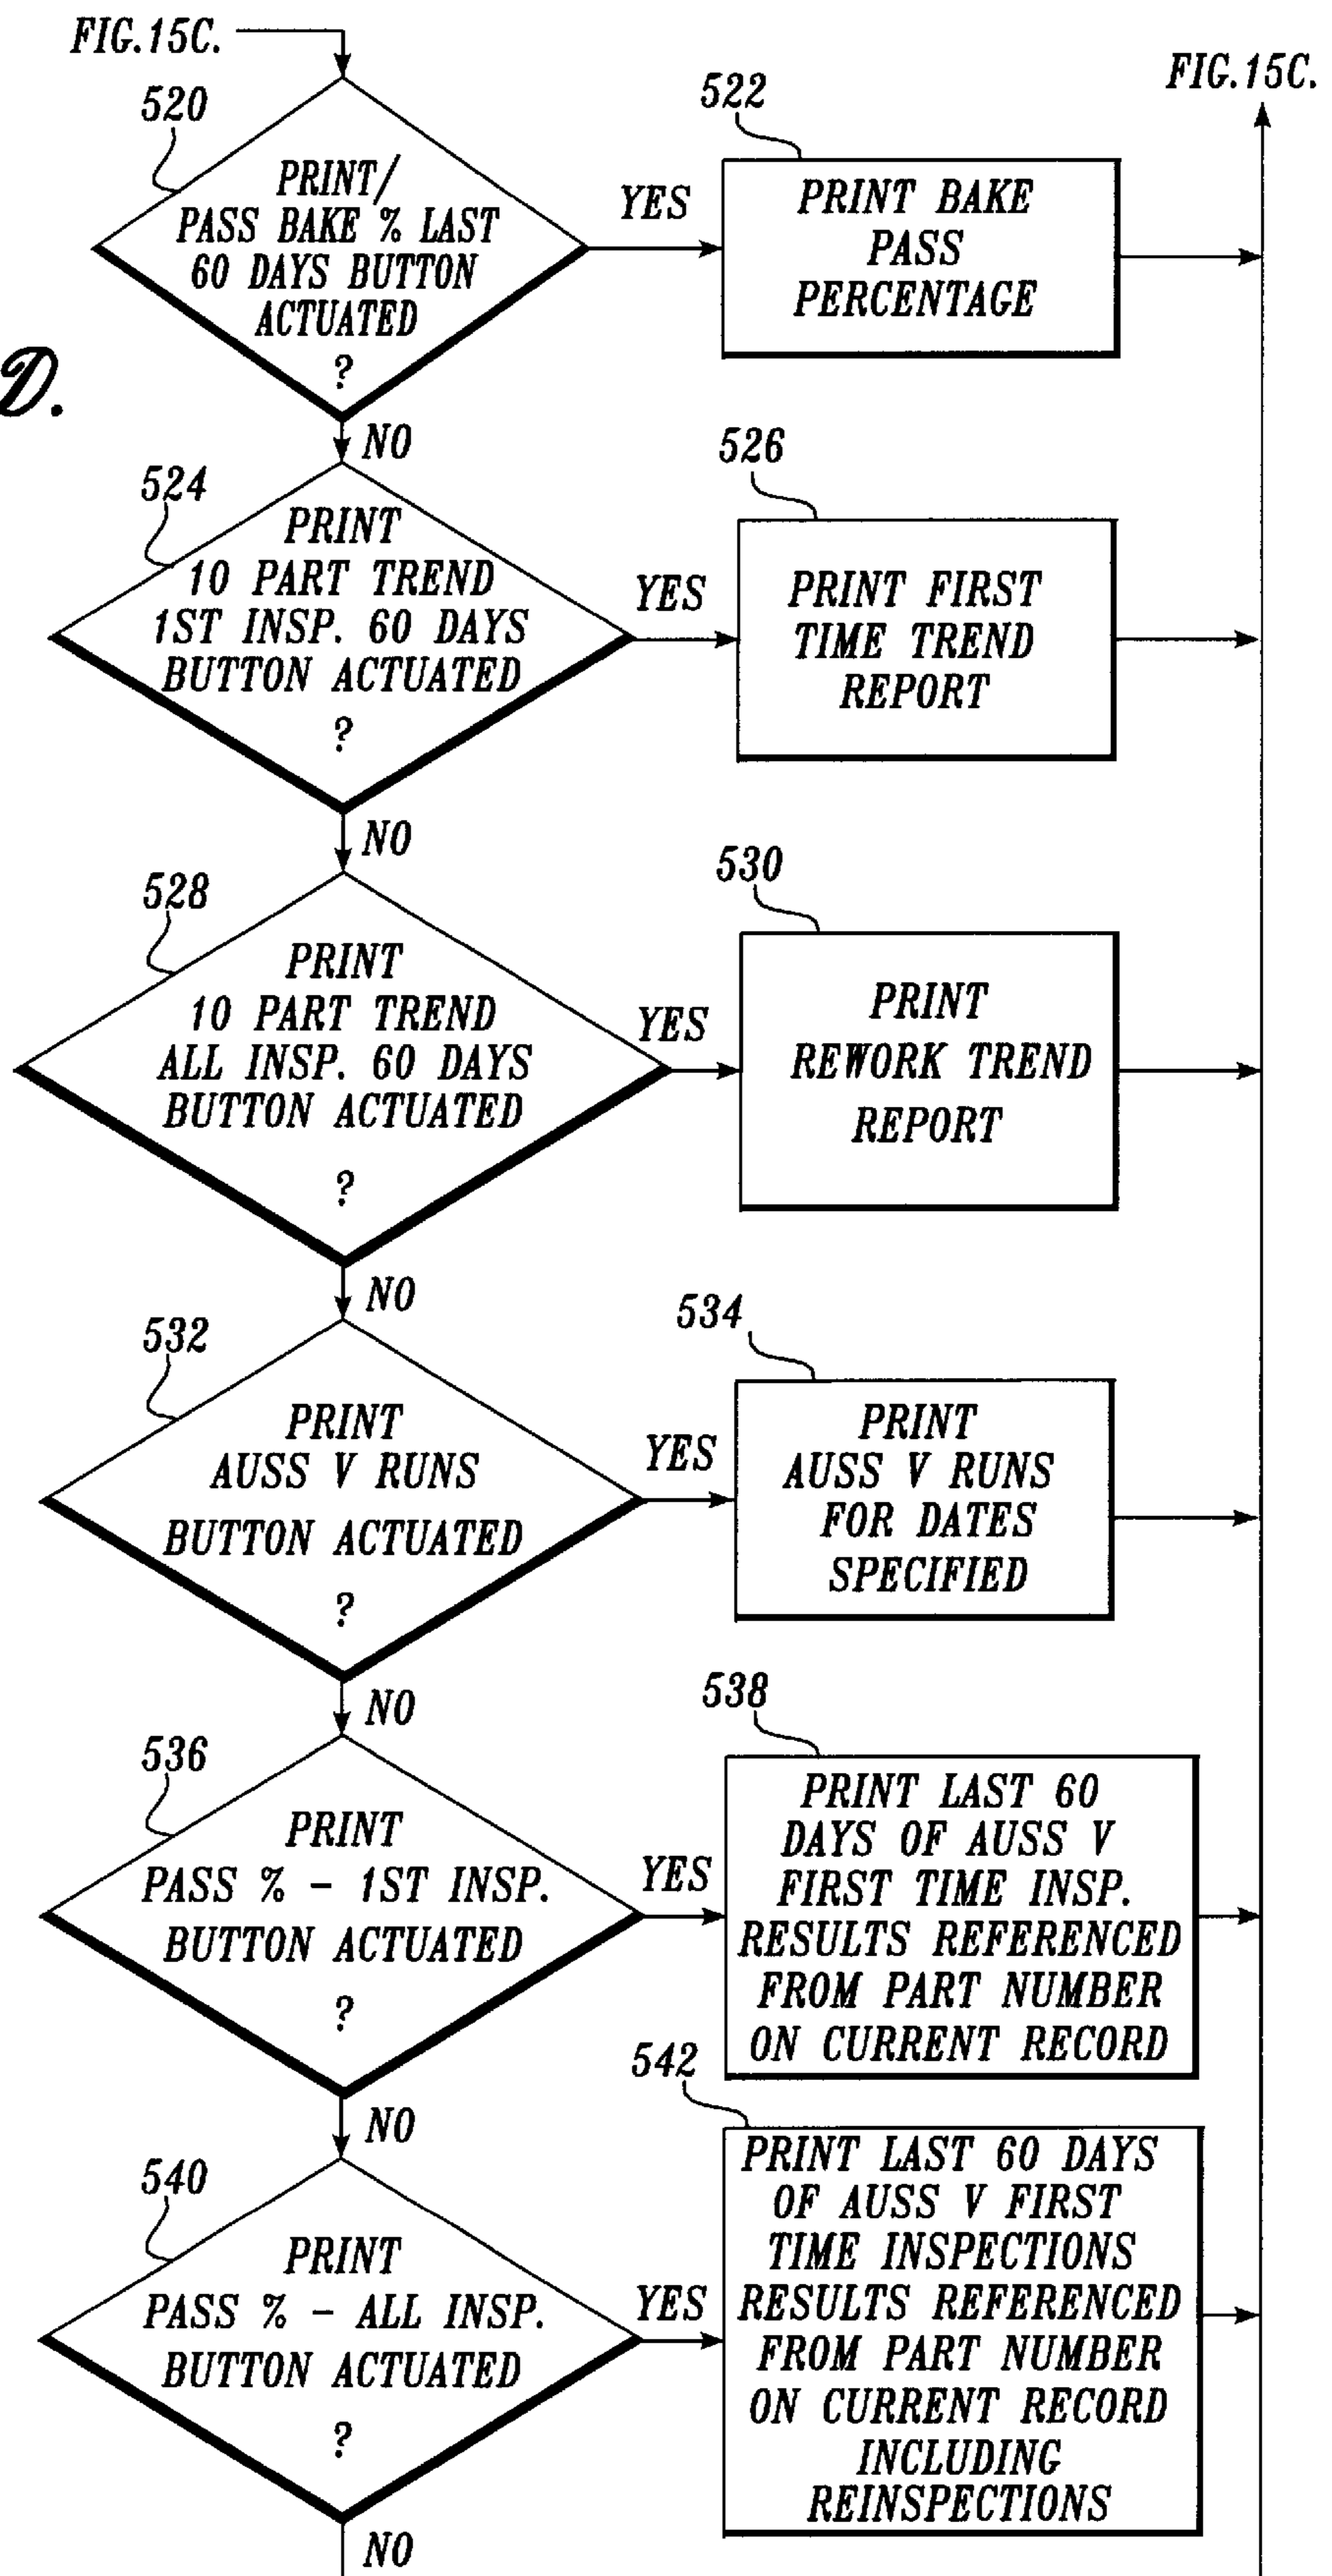 FIG.15C.
FIG.15C.
520
PRINT/
PASS BAKE % LAST
60 DAYS BUTTON
ACTUATED
?
YES
522
PRINT BAKE
PASS
PERCENTAGE
D.
NO
524
PRINT
10 PART TREND
1ST INSP. 60 DAYS
BUTTON ACTUATED
?
YES
526
PRINT FIRST
TIME TREND
REPORT
NO
528
PRINT
10 PART TREND
ALL INSP. 60 DAYS
BUTTON ACTUATED
?
YES
530
PRINT
REWORK TREND
REPORT
NO
532
PRINT
AUSS V RUNS
BUTTON ACTUATED
?
YES
534
PRINT
AUSS V RUNS
FOR DATES
SPECIFIED
NO
536
PRINT
PASS % - 1ST INSP.
BUTTON ACTUATED
?
YES
538
PRINT LAST 60
DAYS OF AUSS V
FIRST TIME INSP.
RESULTS REFERENCED
FROM PART NUMBER
ON CURRENT RECORD
NO
540
PRINT
PASS % - ALL INSP.
BUTTON ACTUATED
?
YES
542
PRINT LAST 60 DAYS
OF AUSS V FIRST
TIME INSPECTIONS
RESULTS REFERENCED
FROM PART NUMBER
ON CURRENT RECORD
INCLUDING
REINSPECTIONS
NO